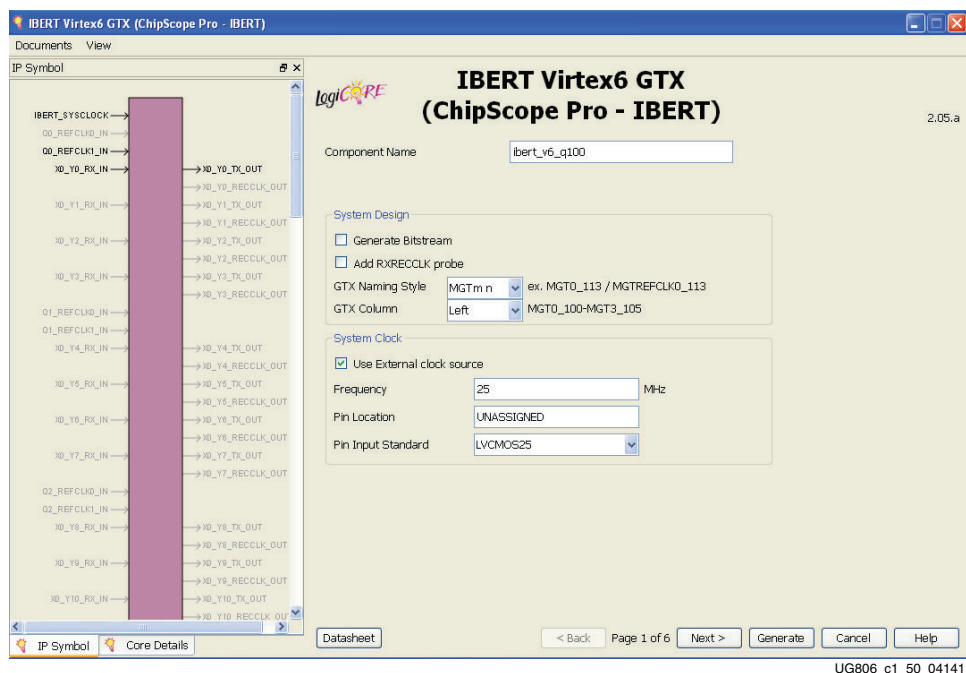 IBERT Virtex6 GTX (ChipScope Pro - IBERT)
Documents View
IP Symbol
IBERT_SYSCLOCK
Q0_REFCLK0_IN
Q0_REFCLK1_IN
X0_Y0_RX_IN X0_Y0_TX_OUT
X0_Y0_RECCLK_OUT
X0_Y1_RX_IN X0_Y1_TX_OUT
X0_Y1_RECCLK_OUT
X0_Y2_RX_IN X0_Y2_TX_OUT
X0_Y2_RECCLK_OUT
X0_Y3_RX_IN X0_Y3_TX_OUT
X0_Y3_RECCLK_OUT
Q1_REFCLK0_IN
Q1_REFCLK1_IN
X0_Y4_RX_IN X0_Y4_TX_OUT
X0_Y4_RECCLK_OUT
X0_Y5_RX_IN X0_Y5_TX_OUT
X0_Y5_RECCLK_OUT
X0_Y6_RX_IN X0_Y6_TX_OUT
X0_Y6_RECCLK_OUT
X0_Y7_RX_IN X0_Y7_TX_OUT
X0_Y7_RECCLK_OUT
Q2_REFCLK0_IN
Q2_REFCLK1_IN
X0_Y8_RX_IN X0_Y8_TX_OUT
X0_Y8_RECCLK_OUT
X0_Y9_RX_IN X0_Y9_TX_OUT
X0_Y9_RECCLK_OUT
X0_Y10_RX_IN X0_Y10_TX_OUT
X0_Y10_RECCLK_OU
IP Symbol Core Details
logiCORE
IBERT Virtex6 GTX
(ChipScope Pro - IBERT)
2.05.a
Component Name ibert_v6_q100
System Design
Generate Bitstream
Add RXRECCLK probe
GTX Naming Style MGTm n ex. MGT0_113 / MGTREFCLK0_113
GTX Column Left MGT0_100-MGT3_105
System Clock
Use External clock source
Frequency 25 MHz
Pin Location UNASSIGNED
Pin Input Standard LVCMOS25
Datasheet < Back Page 1 of 6 Next > Generate Cancel Help
UG806_c1_50_04141